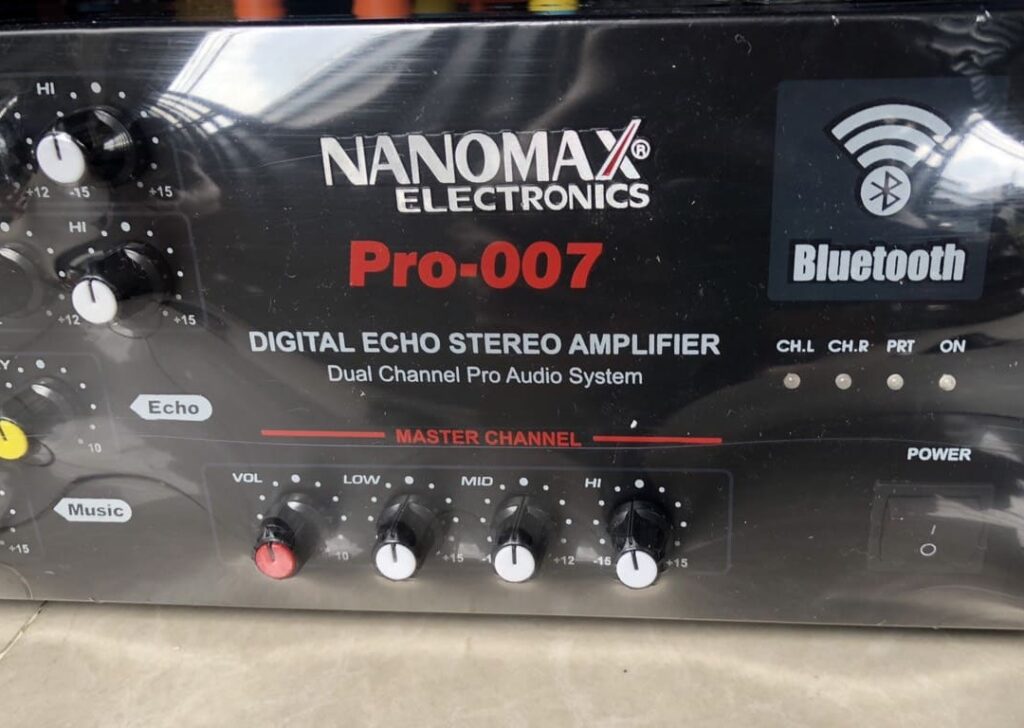 HI
+12
-15
+15
HI
+12
+15
NANOMAX®
ELECTRONICS
Pro-007
DIGITAL ECHO STEREO AMPLIFIER
Dual Channel Pro Audio System
Bluetooth
CH.L CH.R PRT ON
Echo
10
MASTER CHANNEL
POWER
Music
+15
VOL LOW MID HI
10 +15 +12 -15 +15